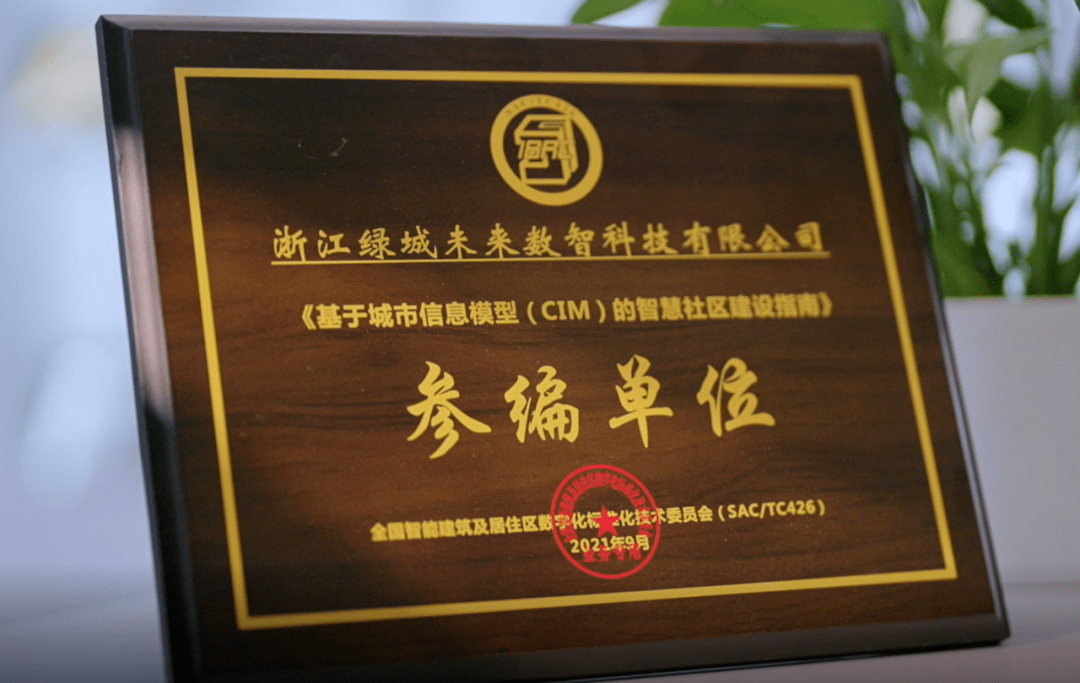 浙江绿城未来数智科技有限公司
《基于城市信息模型（CIM）的智慧社区建设指南》
参编单位
全国智能建筑及居住区数字化标准化技术委员会（SAC/TC426）
2021年9月